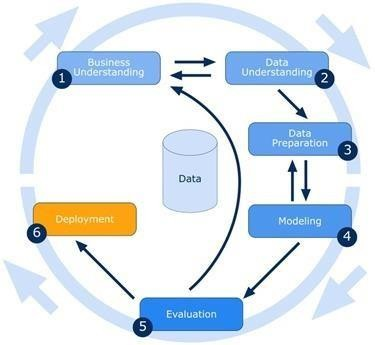 Business
Understanding
1
Data
Understanding
2
Data
Preparation
3
Data
Modeling
4
Deployment
6
Evaluation
5